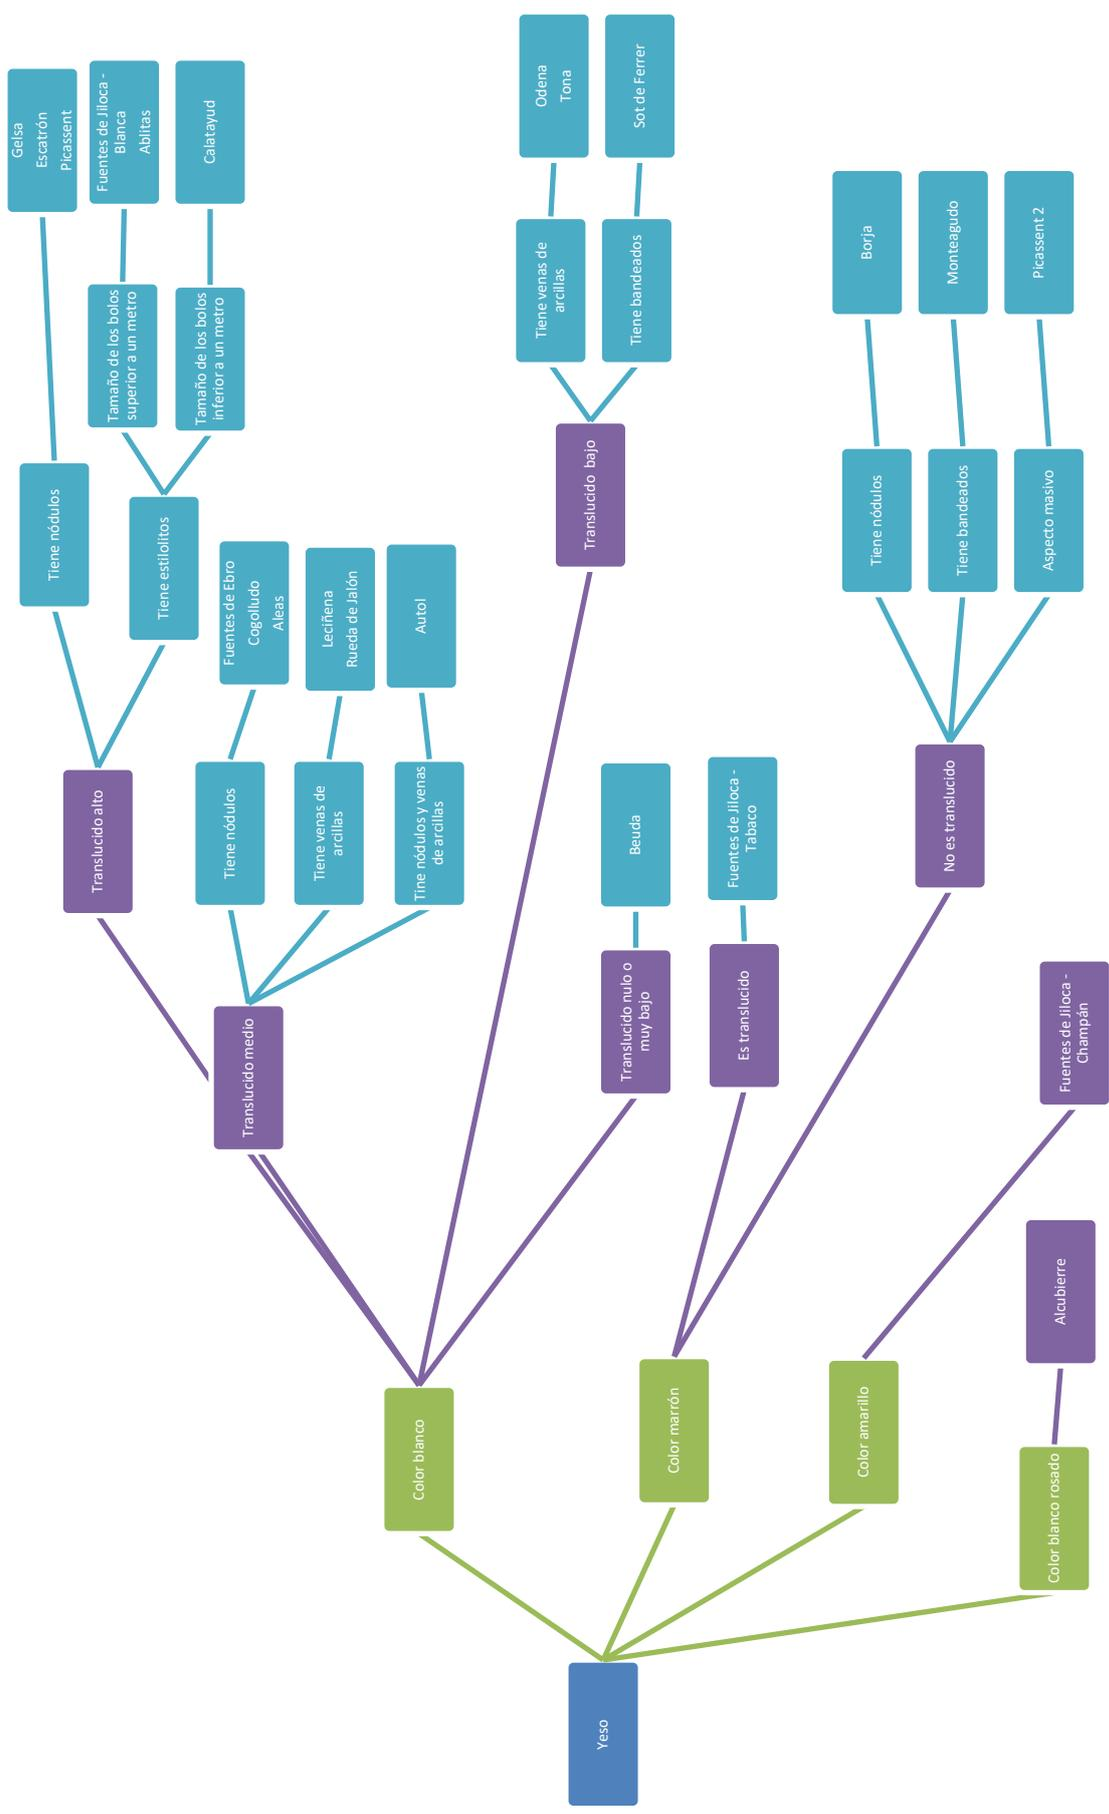 Yeso
Color blanco
Color marrón
Color amarillo
Color blanco rosado
Translucido alto
Translucido medio
Translucido  bajo
Translucido nulo o
muy bajo
Es translucido
No es translucido
Fuentes de Jiloca -
Champán
Alcubierre
Tiene nódulos
Tiene estilolitos
Tiene nódulos
Tiene venas de
arcillas
Tine nódulos y venas
de arcillas
Tiene venas de
arcillas
Tiene bandeados
Beuda
Fuentes de Jiloca -
Tabaco
Tiene nódulos
Tiene bandeados
Aspecto masivo
Tamaño de los bolos
superior a un metro
Tamaño de los bolos
inferior a un metro
Fuentes de Ebro
Cogolludo
Aleas
Leciñena
Rueda de Jalón
Autol
Odena
Tona
Sot de Ferrer
Borja
Monteagudo
Picassent 2
Gelsa
Escatrón
Picassent
Fuentes de Jiloca -
Blanca
Ablitas
Calatayud